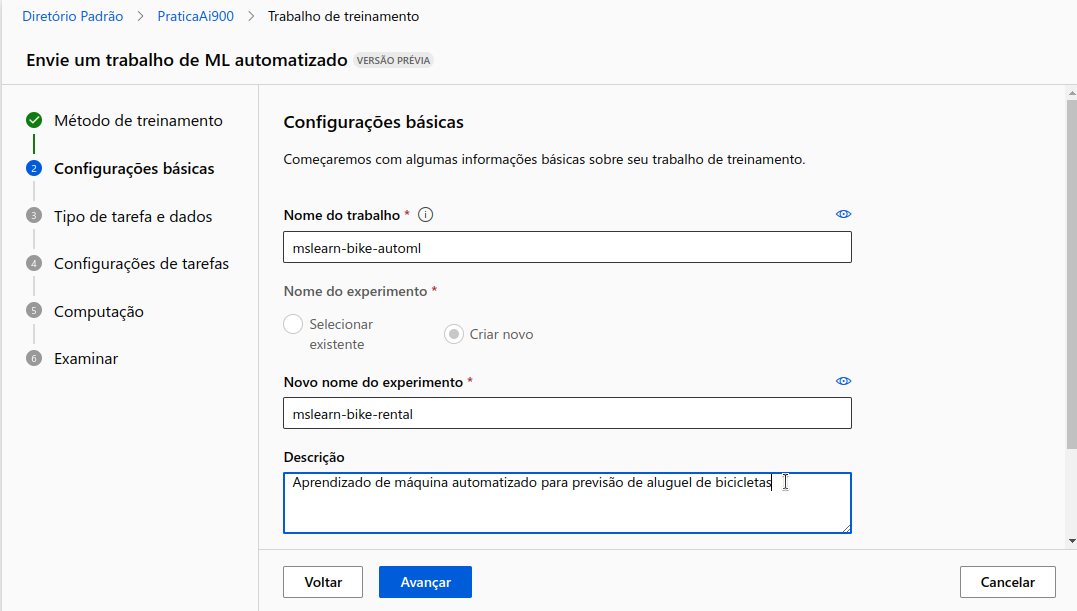 Diretório Padrão > PraticaAi900 > Trabalho de treinamento
Envie um trabalho de ML automatizado VERSÃO PRÉVIA
Método de treinamento
2 Configurações básicas
3 Tipo de tarefa e dados
4 Configurações de tarefas
5 Computação
6 Examinar
Configurações básicas
Começaremos com algumas informações básicas sobre seu trabalho de treinamento.
Nome do trabalho *
mslearn-bike-automl
Nome do experimento *
Selecionar
existente
Criar novo
Novo nome do experimento *
mslearn-bike-rental
Descrição
Aprendizado de máquina automatizado para previsão de aluguel de bicicletas
Voltar
Avançar
Cancelar